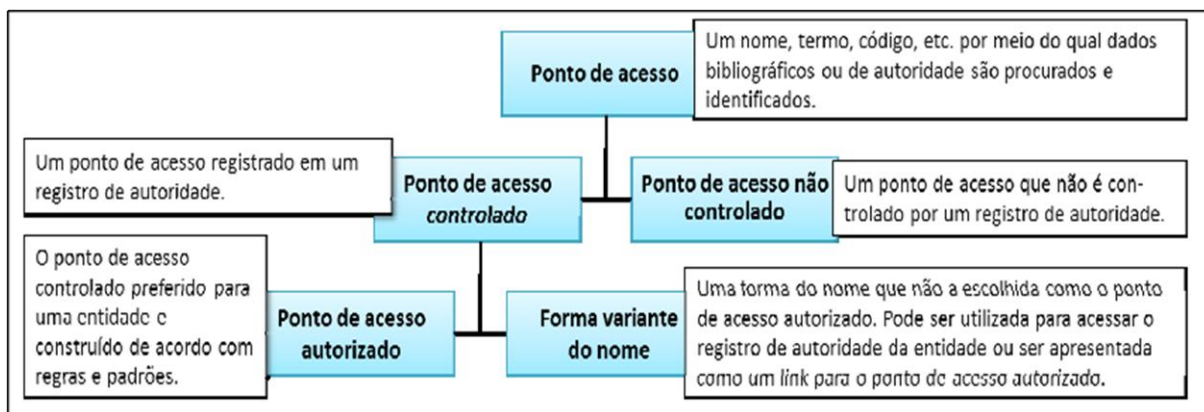 Ponto de acesso
Um nome, termo, código, etc. por meio do qual dados
bibliográficos ou de autoridade são procurados e
identificados.
Um ponto de acesso registrado em um
registro de autoridade.
Ponto de acesso
controlado
Ponto de acesso não
controlado
Um ponto de acesso que não é con-
trolado por um registro de autoridade.
O ponto de acesso
controlado preferido para
uma entidade e
construído de acordo com
regras e padrões.
Ponto de acesso
autorizado
Forma variante
do nome
Uma forma do nome que não a escolhida como o ponto
de acesso autorizado. Pode ser utilizada para acessar o
registro de autoridade da entidade ou ser apresentada
como um link para o ponto de acesso autorizado.